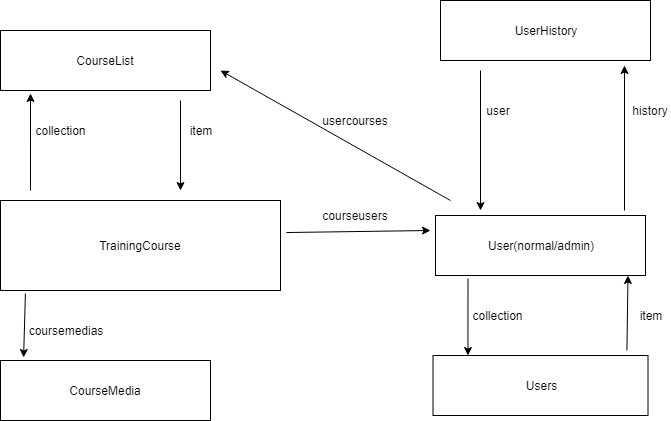 UserHistory
CourseList
usercourses
user
history
collection
item
TrainingCourse
courseusers
User(normal/admin)
coursemedias
collection
item
CourseMedia
Users